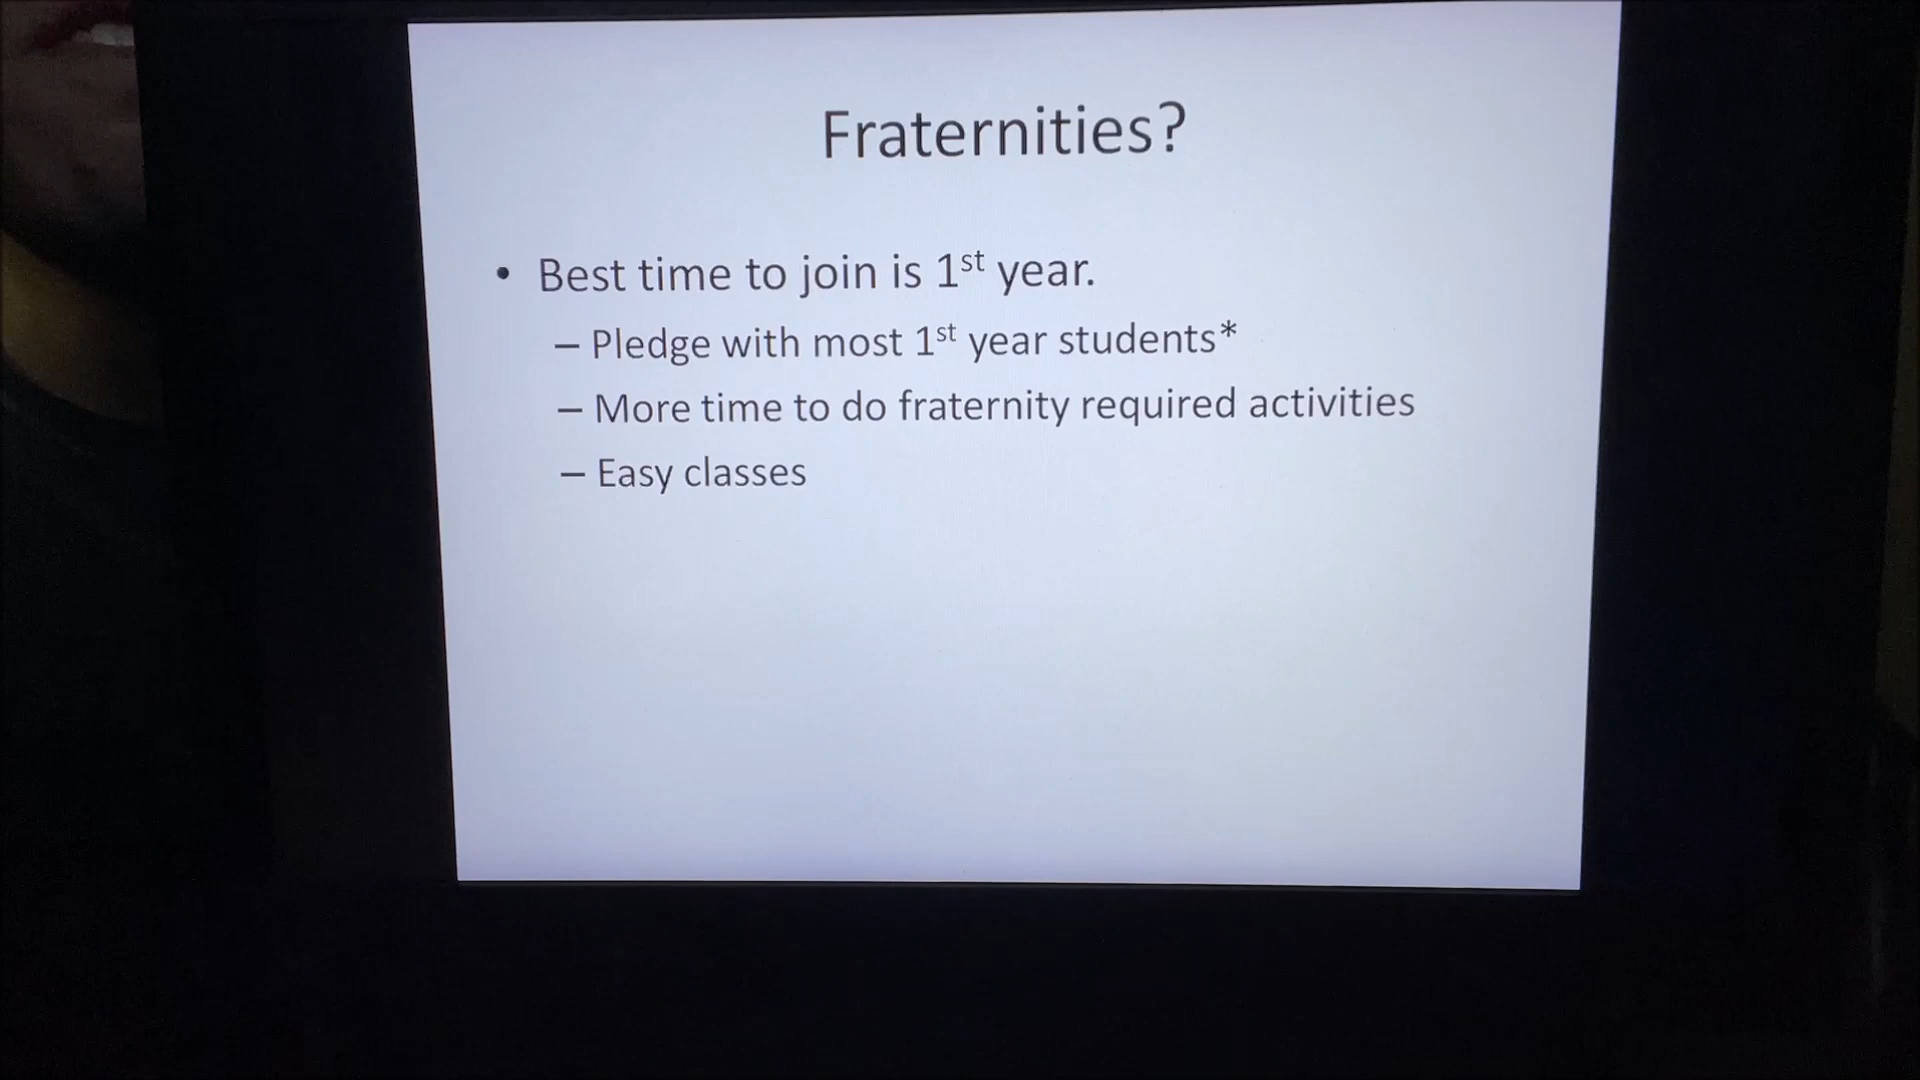 Fraternities?
• Best time to join is 1st year.
– Pledge with most 1st year students*
– More time to do fraternity required activities
– Easy classes